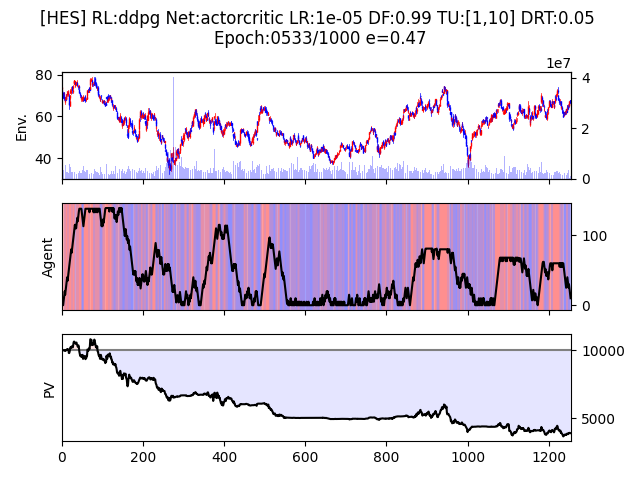 [HES] RL:ddpg Net:actorcritic LR:1e-05 DF:0.99 TU:[1,10] DRT:0.05
Epoch:0533/1000 e=0.47
1e7
80
60
40
Env.
4
2
0
Agent
100
0
PV
10000
5000
0
200
400
600
800
1000
1200